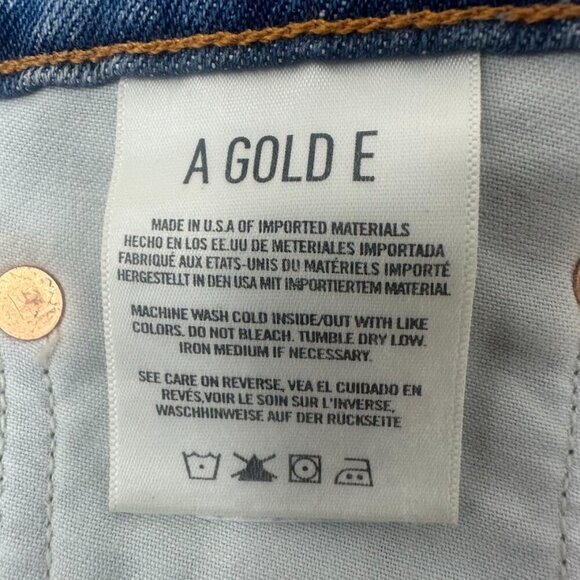 A GOLD E
MADE IN U.S.A OF IMPORTED MATERIALS
HECHO EN LOS EE.UU DE METERIALES IMPORTADA
FABRIQUÉ AUX ETATS-UNIS DU MATÉRIELS IMPORTÉ
HERGESTELLT IN DEN USA MIT IMPORTIERTEM MATERIAL
MACHINE WASH COLD INSIDE/OUT WITH LIKE
COLORS. DO NOT BLEACH. TUMBLE DRY LOW.
IRON MEDIUM IF NECESSARY.
SEE CARE ON REVERSE, VEA EL CUIDADO EN
REVÉS,VOIR LE SOIN SUR L'INVERSE,
WASCHHINWEISE AUF DER RÜCKSEITE